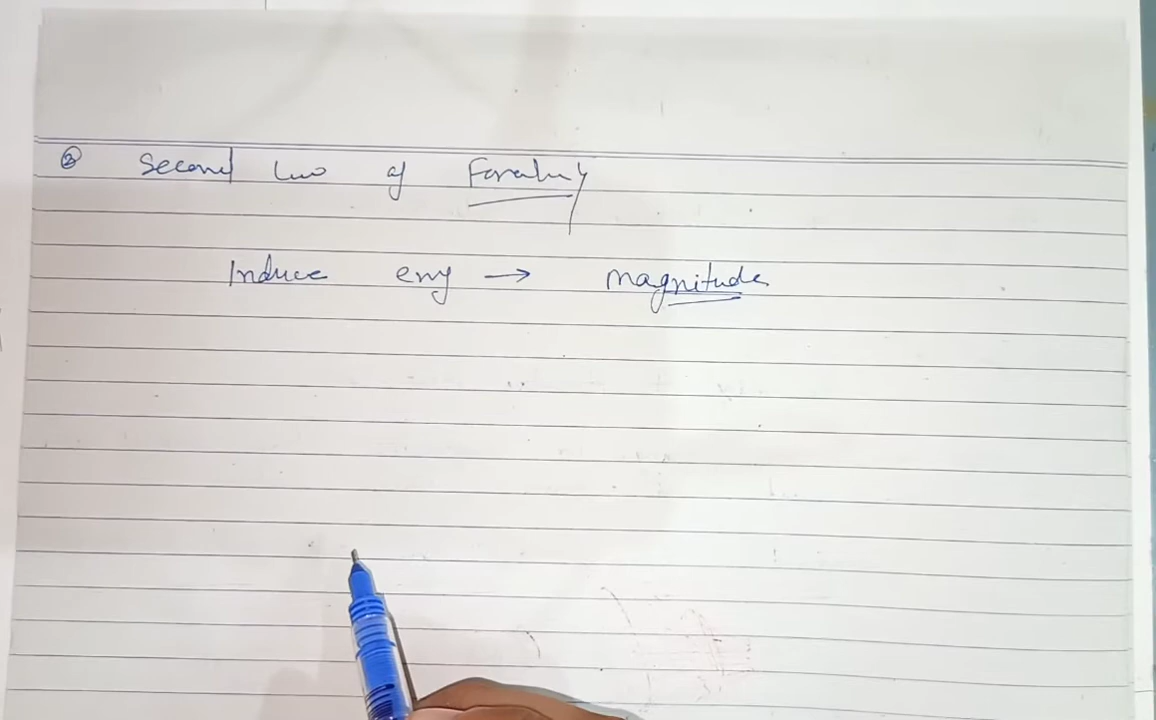 ② Second Law of Faraday
Induce emf → magnitude